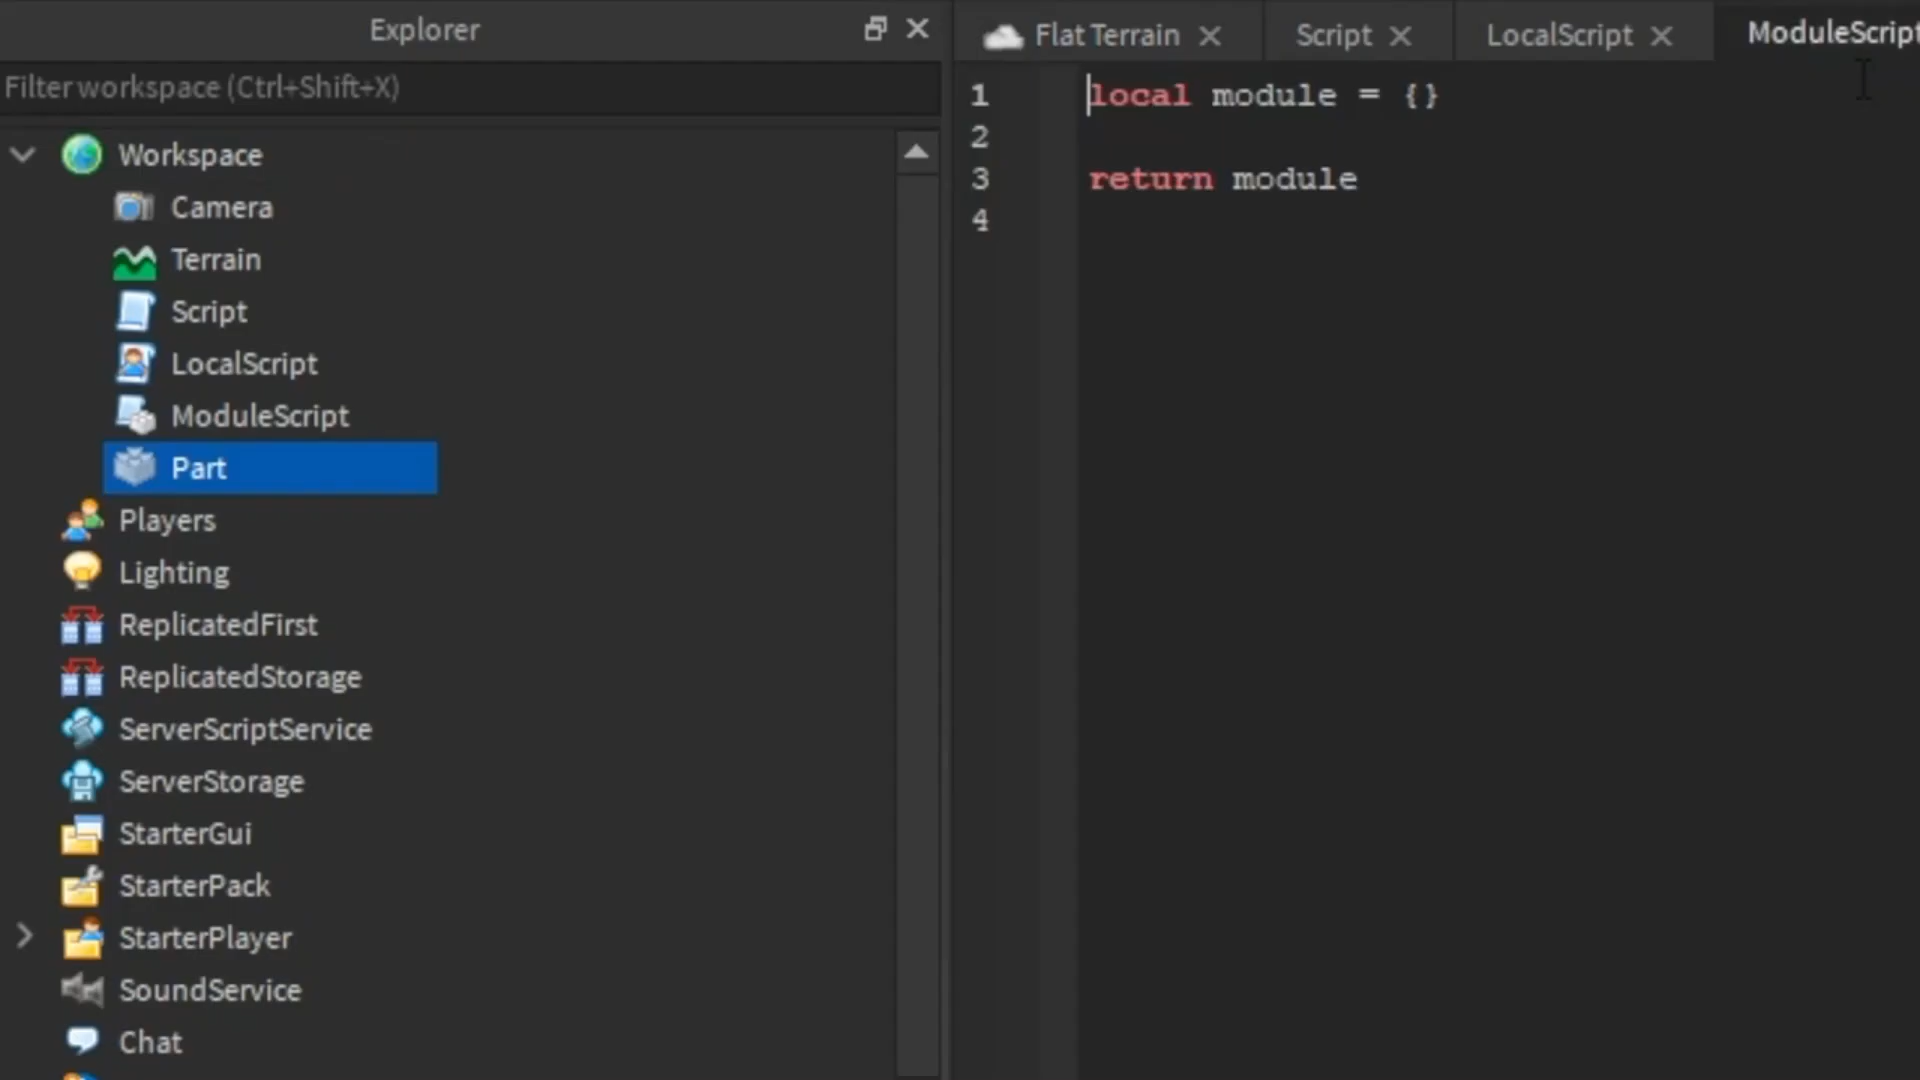 Explorer
Filter workspace (Ctrl+Shift+X)
Workspace
Camera
Terrain
Script
LocalScript
ModuleScript
Part
Players
Lighting
ReplicatedFirst
ReplicatedStorage
ServerScriptService
ServerStorage
StarterGui
StarterPack
StarterPlayer
SoundService
Chat
Flat Terrain Script LocalScript ModuleScript
1 local module = {}
2
3 return module
4